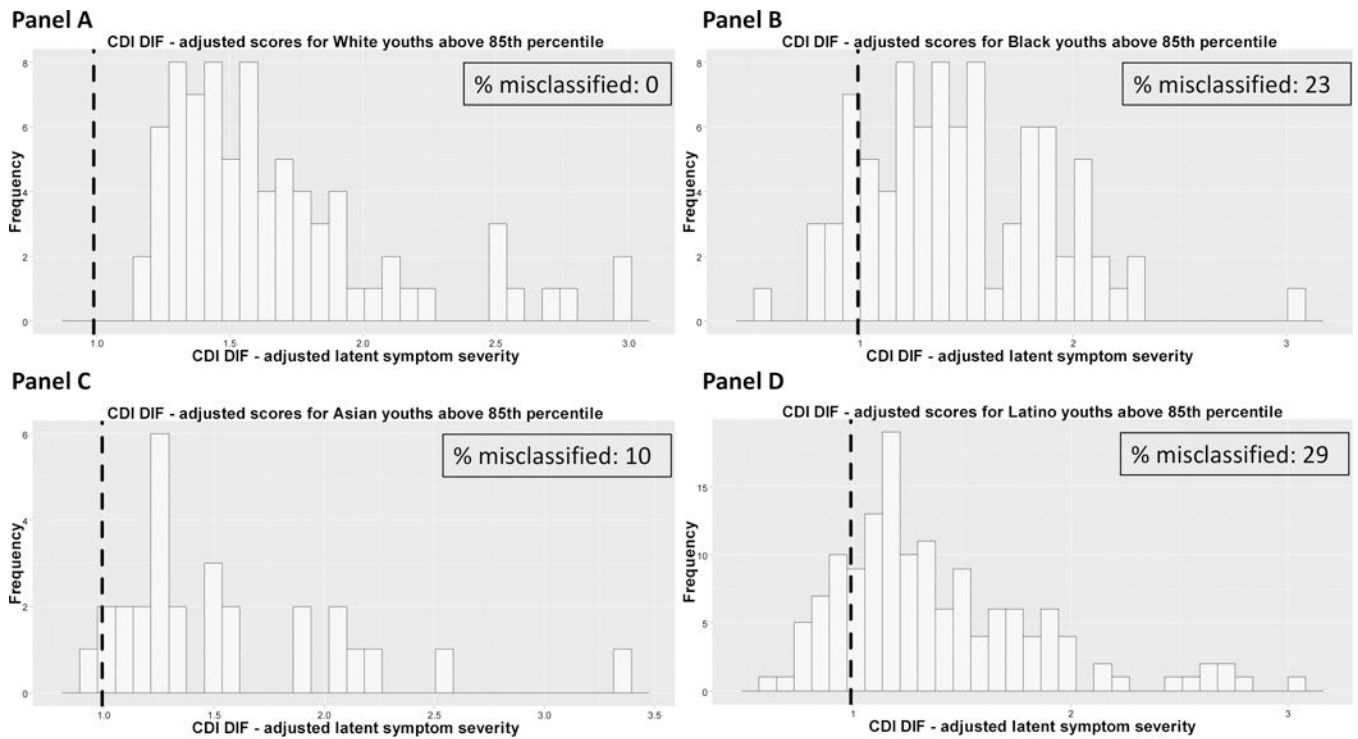 Panel A
CDI DIF - adjusted scores for White youths above 85th percentile
% misclassified: 0
8
6
4
2
0
Frequency
1.0 1.5 2.0 2.5 3.0
CDI DIF - adjusted latent symptom severity
Panel B
CDI DIF - adjusted scores for Black youths above 85th percentile
% misclassified: 23
8
6
4
2
0
Frequency
1 2 3
CDI DIF - adjusted latent symptom severity
Panel C
CDI DIF - adjusted scores for Asian youths above 85th percentile
% misclassified: 10
6
4
2
0
Frequency
1.0 1.5 2.0 2.5 3.0 3.5
CDI DIF - adjusted latent symptom severity
Panel D
CDI DIF - adjusted scores for Latino youths above 85th percentile
% misclassified: 29
15
10
5
0
Frequency
1 2 3
CDI DIF - adjusted latent symptom severity